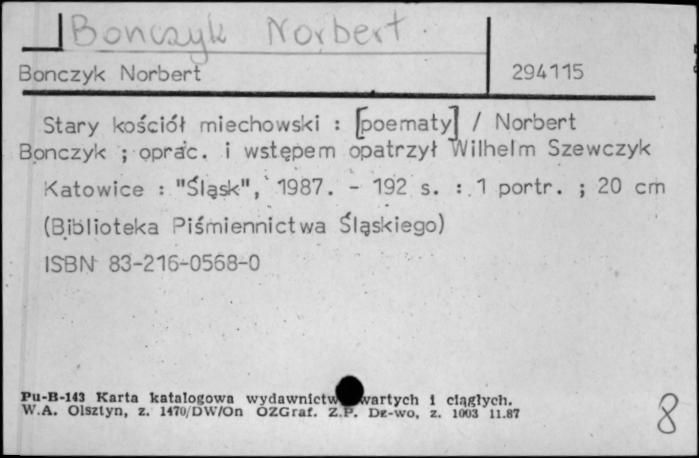 Bonczyk Norbert
Bonczyk Norbert 294115
Stary kościół miechowski : [poematy] / Norbert
Bonczyk ; oprac. i wstępem opatrzył Wilhelm Szewczyk
Katowice : "Śląsk", 1987. - 192 s. : 1 portr. ; 20 cm
(Biblioteka Piśmiennictwa Śląskiego)
ISBN 83-216-0568-0
Pu-B-143 Karta katalogowa wydawnictw wartych i ciągłych.
W.A. Olsztyn, z. 1470/DW/On OZGraf. Z.P. Dz-wo, z. 1003 11.87
8